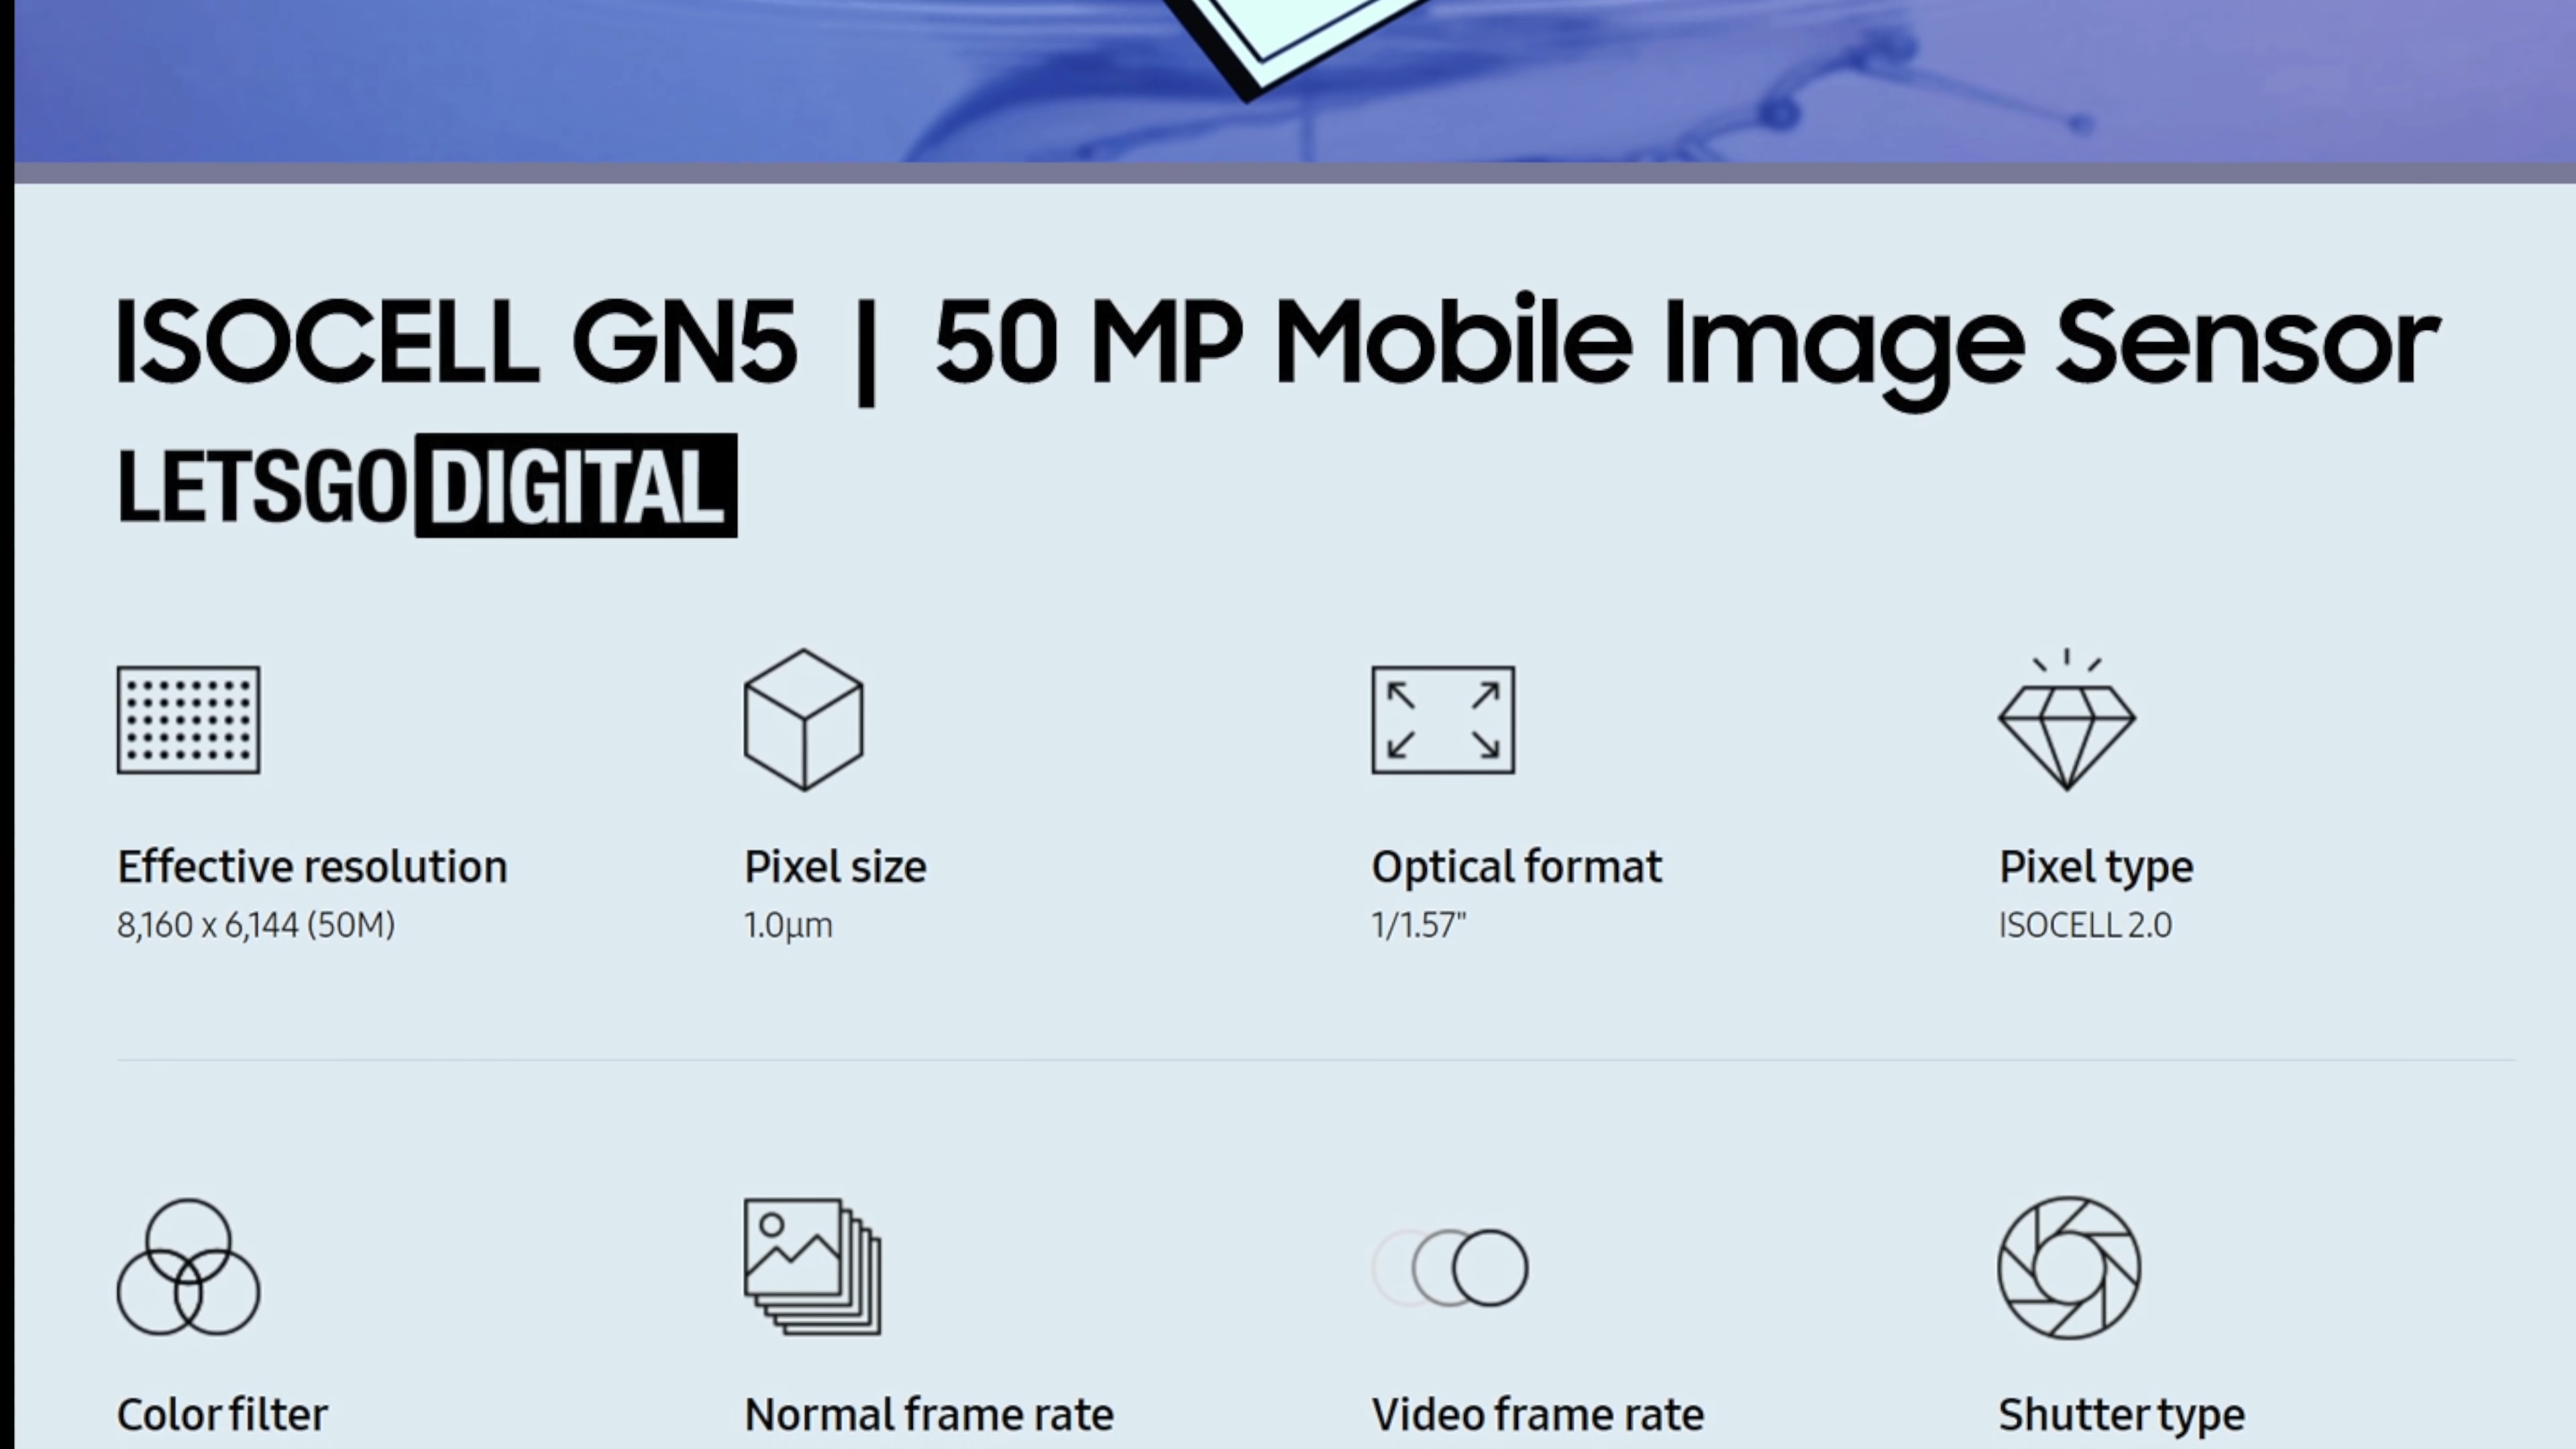 ISOCELL GN5 | 50 MP Mobile Image Sensor
LETSGODIGITAL
Effective resolution
8,160 x 6,144 (50M)
Pixel size
1.0μm
Optical format
1/1.57"
Pixel type
ISOCELL 2.0
Color filter
Normal frame rate
Video frame rate
Shutter type